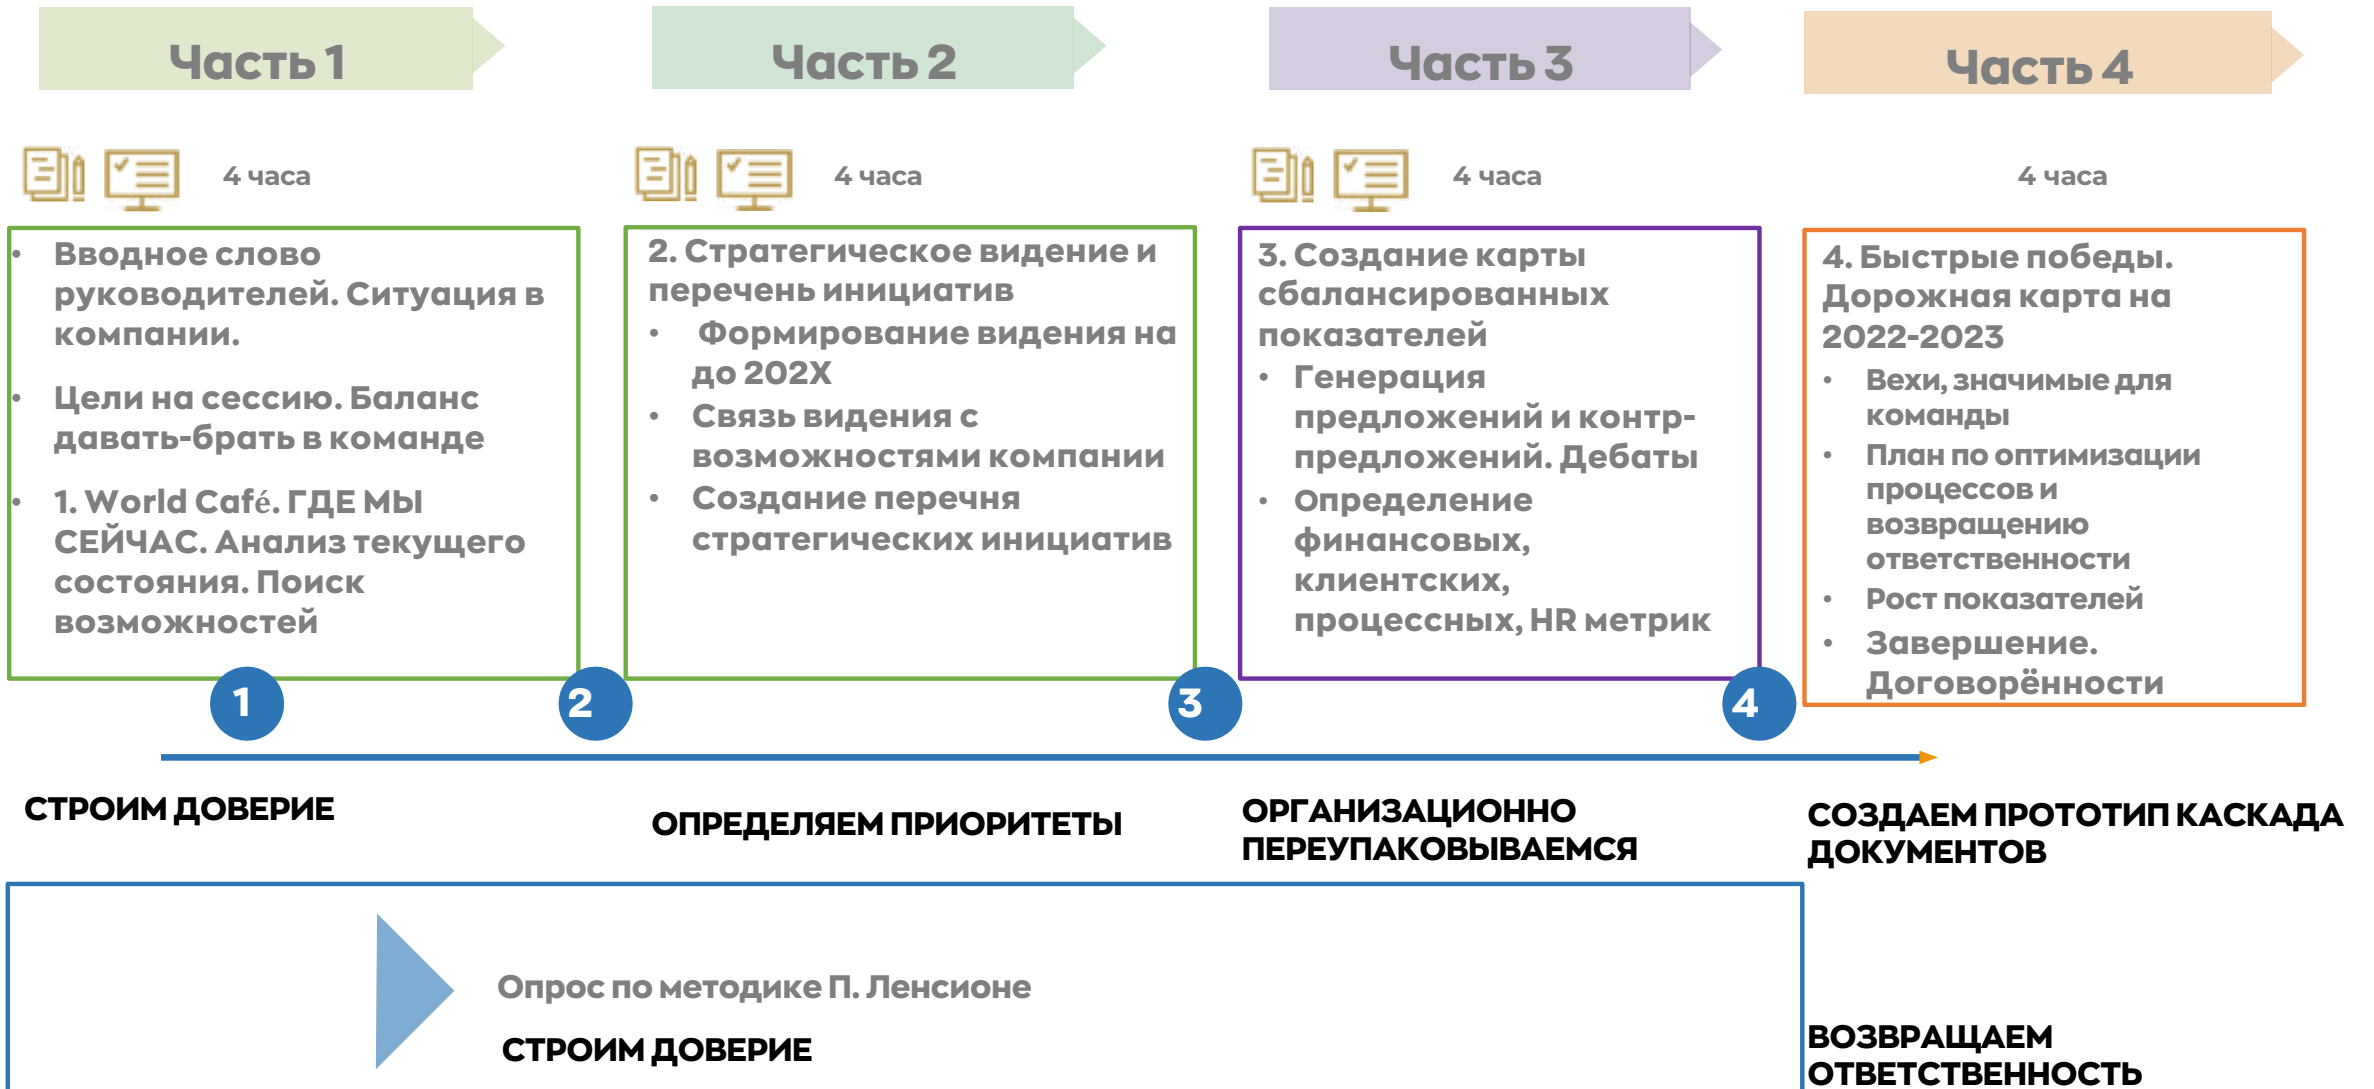 Часть 1
Часть 2
Часть 3
Часть 4
4 часа
4 часа
4 часа
4 часа
• Вводное слово
руководителей. Ситуация в
компании.
• Цели на сессию. Баланс
давать-брать в команде
• 1. World Café. ГДЕ МЫ
СЕЙЧАС. Анализ текущего
состояния. Поиск
возможностей
2. Стратегическое видение и
перечень инициатив
• Формирование видения на
до 202X
• Связь видения с
возможностями компании
• Создание перечня
стратегических инициатив
3. Создание карты
сбалансированных
показателей
• Генерация
предложений и контр-
предложений. Дебаты
• Определение
финансовых,
клиентских,
процессных, HR метрик
4. Быстрые победы.
Дорожная карта на
2022-2023
• Вехи, значимые для
команды
• План по оптимизации
процессов и
возвращению
ответственности
• Рост показателей
• Завершение.
Договорённости
1
2
3
4
СТРОИМ ДОВЕРИЕ
ОПРЕДЕЛЯЕМ ПРИОРИТЕТЫ
ОРГАНИЗАЦИОННО
ПЕРЕУПАКОВЫВАЕМСЯ
СОЗДАЕМ ПРОТОТИП КАСКАДА
ДОКУМЕНТОВ
Опрос по методике П. Ленсионе
СТРОИМ ДОВЕРИЕ
ВОЗВРАЩАЕМ
ОТВЕТСТВЕННОСТЬ